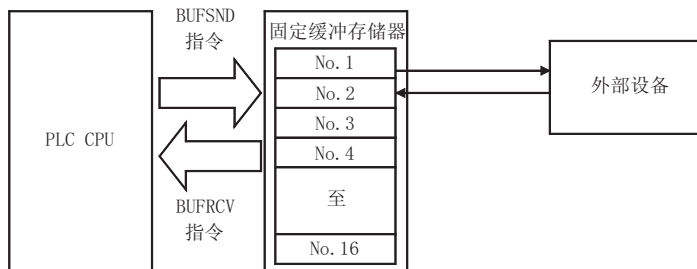 BUFSND
指令
固定缓冲存储器
No.1
No.2
外部设备
No.3
PLC CPU
No.4
BUFRCV
指令
至
No.16